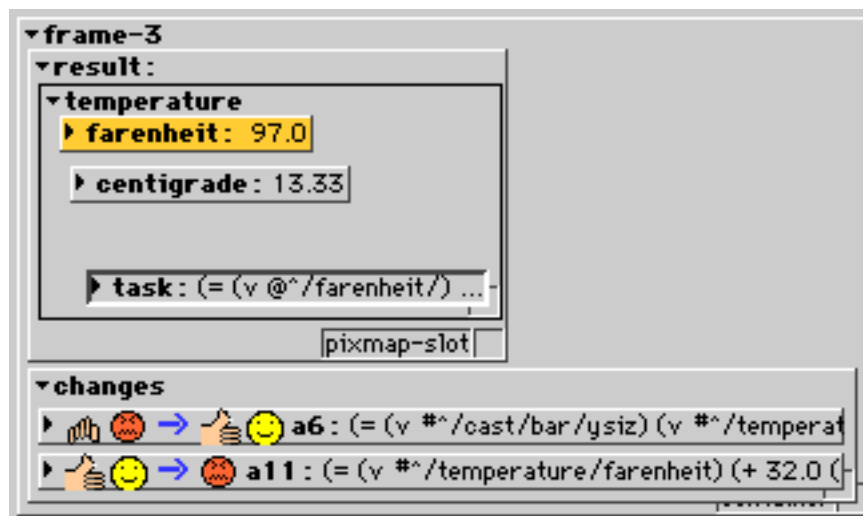 frame-3
result:
temperature
farenheit: 97.0
centigrade: 13.33
task: (= (v @^/farenheit/) ...
pixmap-slot
changes
a6: (= (v #^/cast/bar/ysiz) (v #^/temperat
a11: (= (v #^/temperature/farenheit) (+ 32.0 (